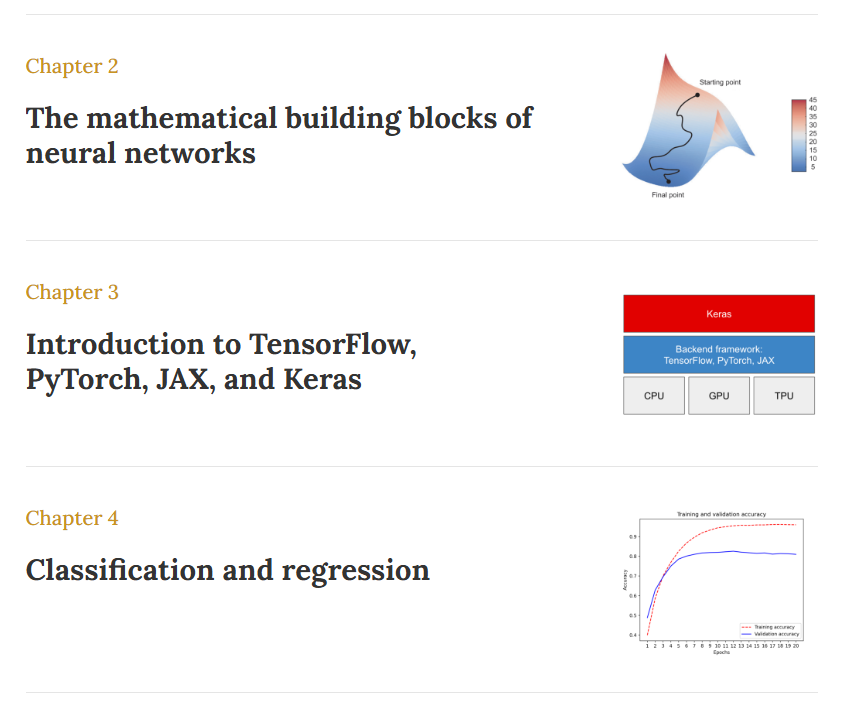 Chapter 2
The mathematical building blocks of
neural networks
Starting point
Final point
45
40
35
30
25
20
15
10
5
Chapter 3
Introduction to TensorFlow,
PyTorch, JAX, and Keras
Keras
Backend framework:
TensorFlow, PyTorch, JAX
CPU GPU TPU
Chapter 4
Classification and regression
Training and validation accuracy
Accuracy
0.9
0.8
0.7
0.6
0.5
0.4
Training accuracy
Validation accuracy
1 2 3 4 5 6 7 8 9 10 11 12 13 14 15 16 17 18 19 20
Epochs